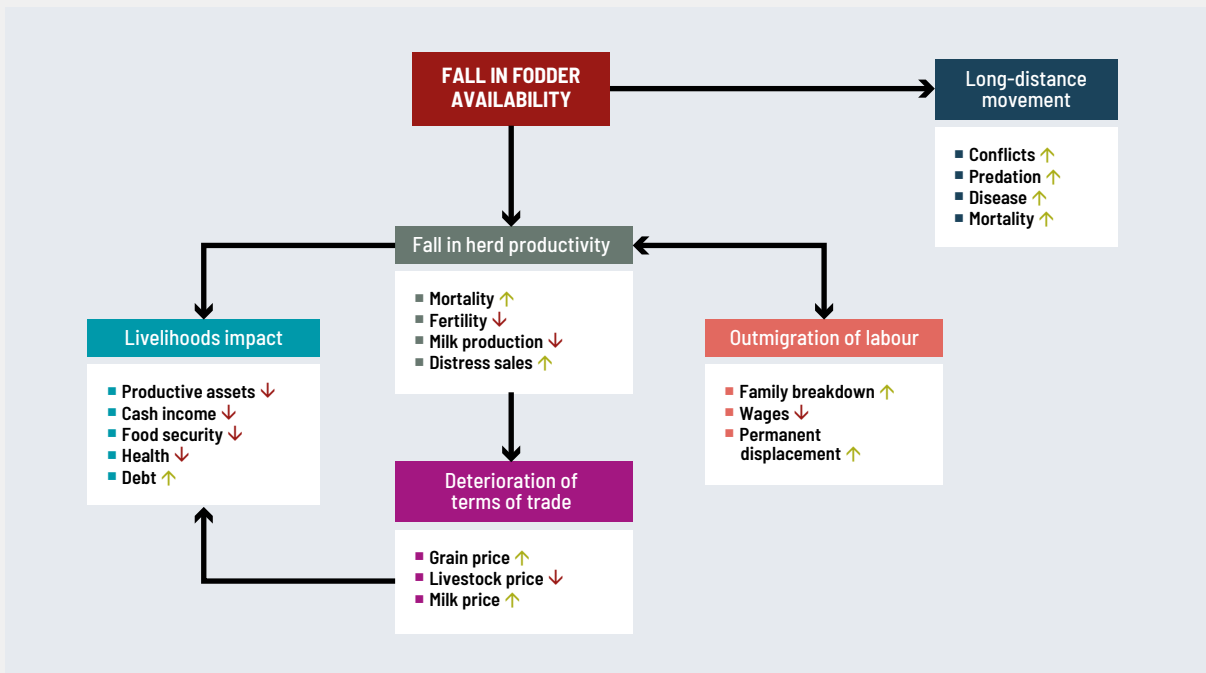 FALL IN FODDER
AVAILABILITY
Long-distance
movement
Conflicts ↑
Predation ↑
Disease ↑
Mortality ↑
Fall in herd productivity
Mortality ↑
Fertility ↓
Milk production ↓
Distress sales ↑
Livelihoods impact
Productive assets ↓
Cash income ↓
Food security ↓
Health ↓
Debt ↑
Outmigration of labour
Family breakdown ↑
Wages ↓
Permanent
displacement ↑
Deterioration of
terms of trade
Grain price ↑
Livestock price ↓
Milk price ↑